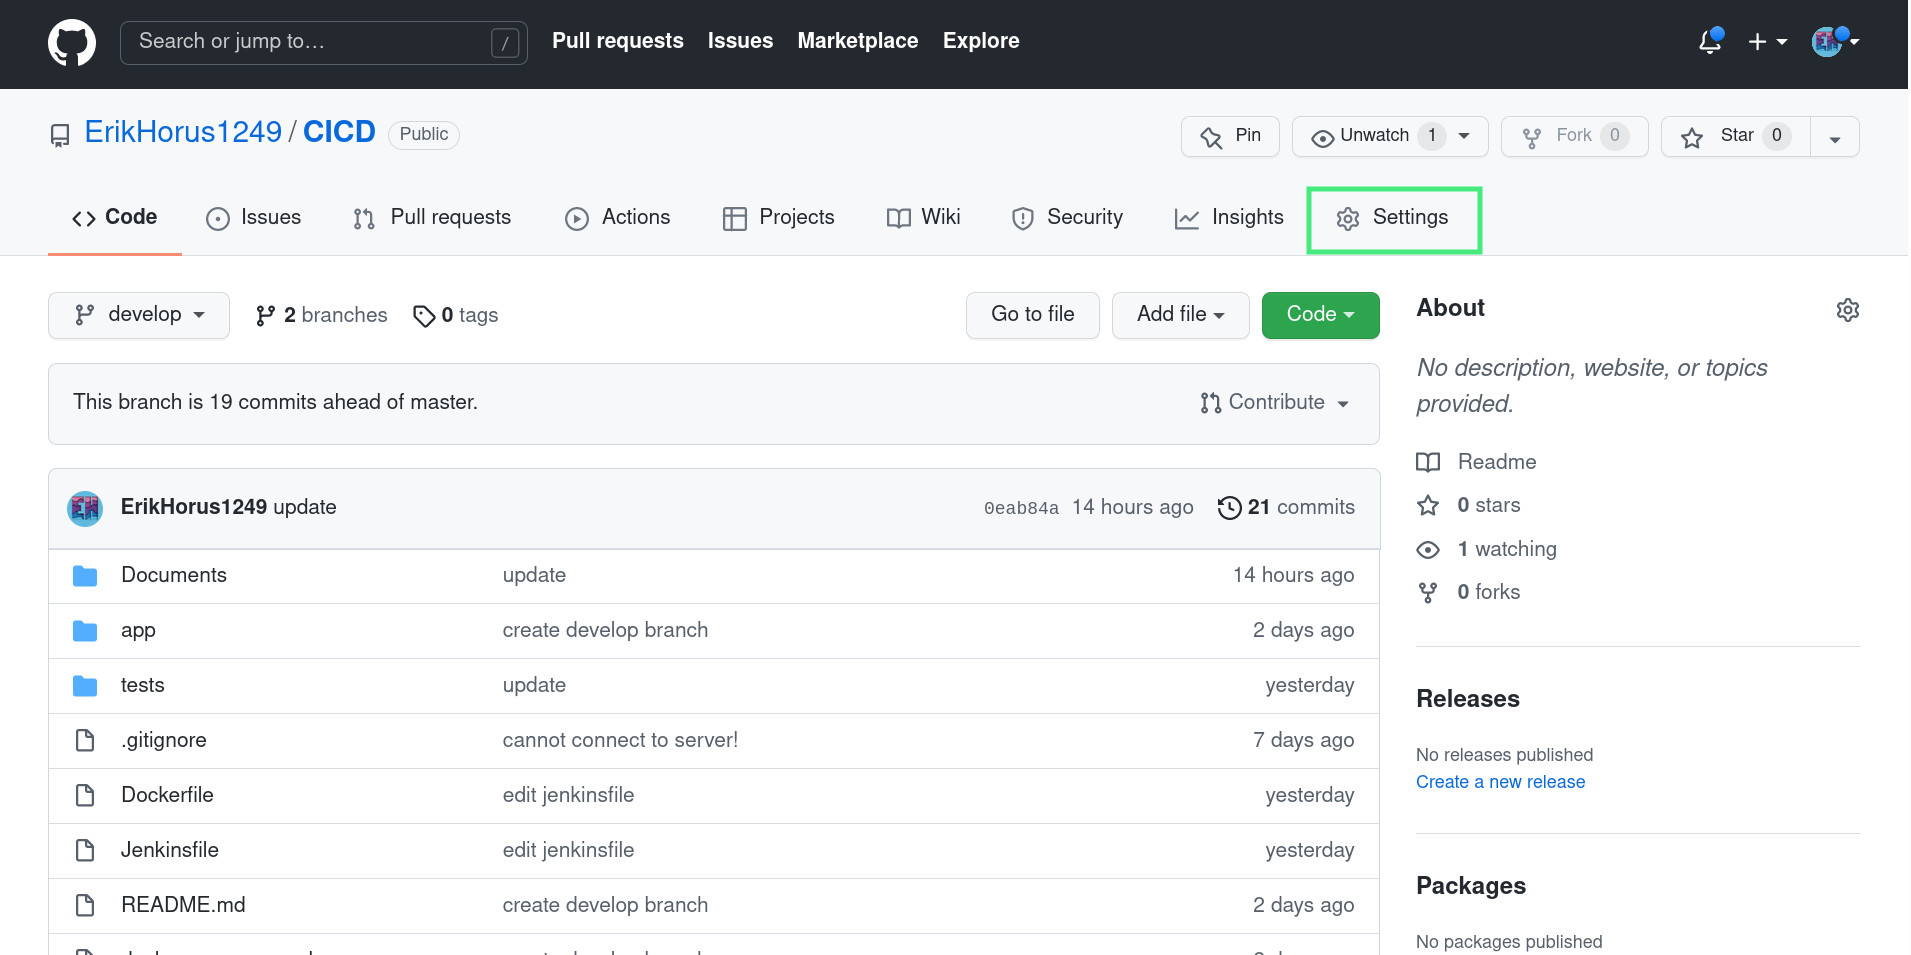 Search or jump to… / Pull requests Issues Marketplace Explore
ErikHorus1249 / CICD Public Pin Unwatch 1 Fork 0 Star 0
Code Issues Pull requests Actions Projects Wiki Security Insights Settings
develop 2 branches 0 tags Go to file Add file Code
This branch is 19 commits ahead of master. Contribute
ErikHorus1249 update 0eab84a 14 hours ago 21 commits
Documents update 14 hours ago
app create develop branch 2 days ago
tests update yesterday
.gitignore cannot connect to server! 7 days ago
Dockerfile edit jenkinsfile yesterday
Jenkinsfile edit jenkinsfile yesterday
README.md create develop branch 2 days ago
About
No description, website, or topics
provided.
Readme
0 stars
1 watching
0 forks
Releases
No releases published
Create a new release
Packages
No packages published